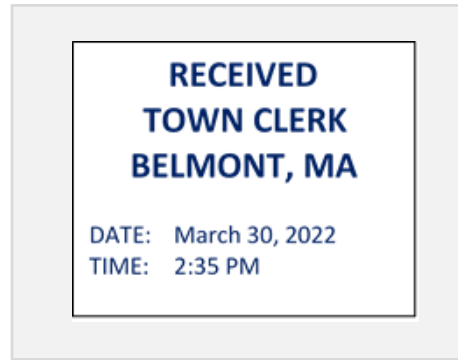 RECEIVED
TOWN CLERK
BELMONT, MA
DATE: March 30, 2022
TIME: 2:35 PM